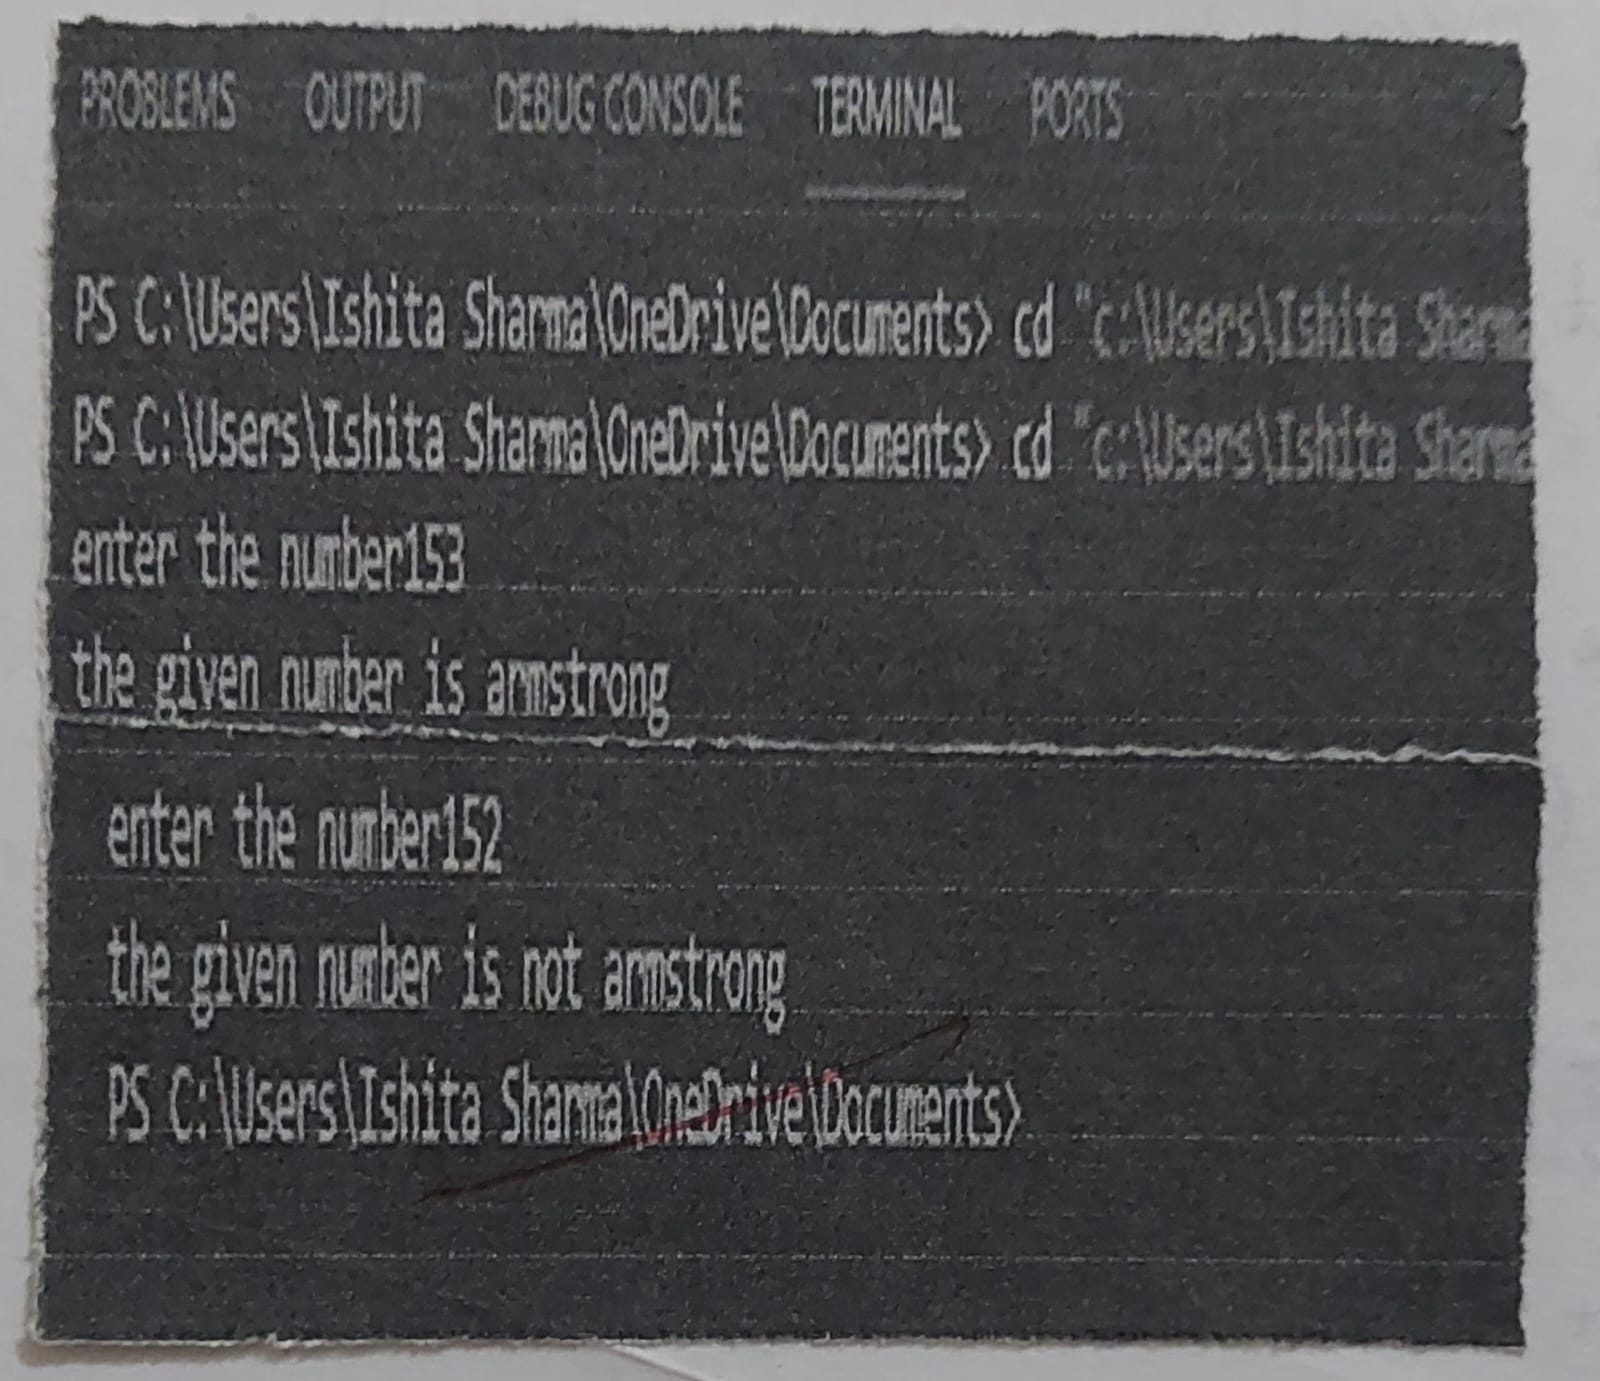 PROBLEMS OUTPUT DEBUG CONSOLE TERMINAL PORTS
PS C:\Users\Ishita Sharma\OneDrive\Documents> cd "c:\Users\Ishita Sharma
PS C:\Users\Ishita Sharma\OneDrive\Documents> cd "c:\Users\Ishita Sharma
enter the number153
the given number is armstrong
enter the number152
the given number is not armstrong
PS C:\Users\Ishita Sharma\OneDrive\Documents>